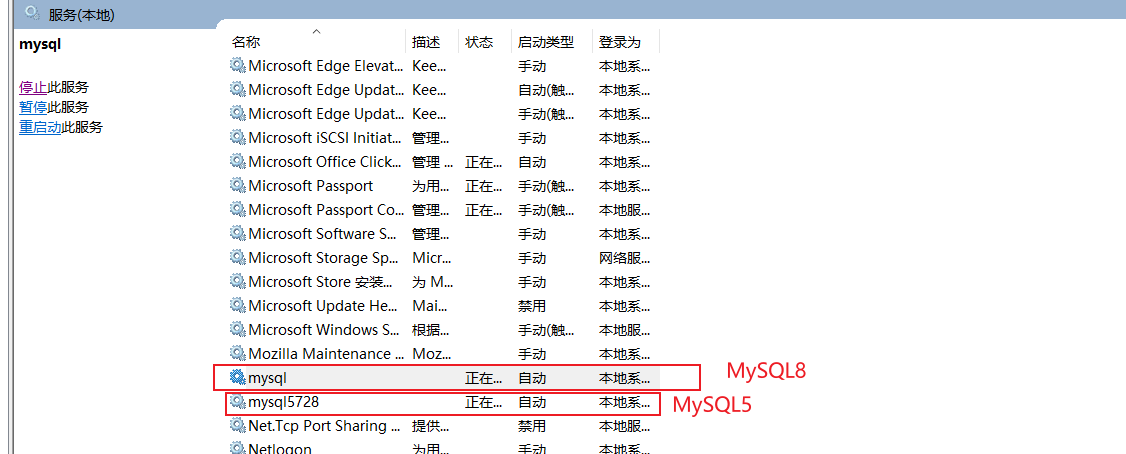 服务(本地)
mysql
停止此服务
暂停此服务
重启动此服务
名称 描述 状态 启动类型 登录为
Microsoft Edge Elevat... Kee... 手动 本地系...
Microsoft Edge Updat... Kee... 自动(触... 本地系...
Microsoft Edge Updat... Kee... 手动(触... 本地系...
Microsoft iSCSI Initiat... 管理... 手动 本地系...
Microsoft Office Click... 管理 ... 正在... 自动 本地系...
Microsoft Passport 为用... 正在... 手动(触... 本地系...
Microsoft Passport Co... 管理... 正在... 手动(触... 本地服...
Microsoft Software S... 管理... 手动 本地系...
Microsoft Storage Sp... Micr... 手动 网络服...
Microsoft Store 安装... 为 M... 手动 本地系...
Microsoft Update He... Mai... 禁用 本地系...
Microsoft Windows S... 根据... 手动(触... 本地服...
Mozilla Maintenance ... Moz... 手动 本地系...
mysql 正在... 自动 本地系... MySQL8
mysql5728 正在... 自动 本地系... MySQL5
Net.Tcp Port Sharing ... 提供... 禁用 本地服...
Netlogon 为用... 手动 本地系...